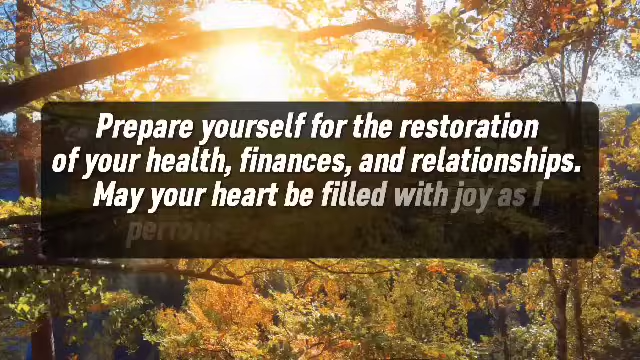 Prepare yourself for the restoration
of your health, finances, and relationships.
May your heart be filled with joy as I